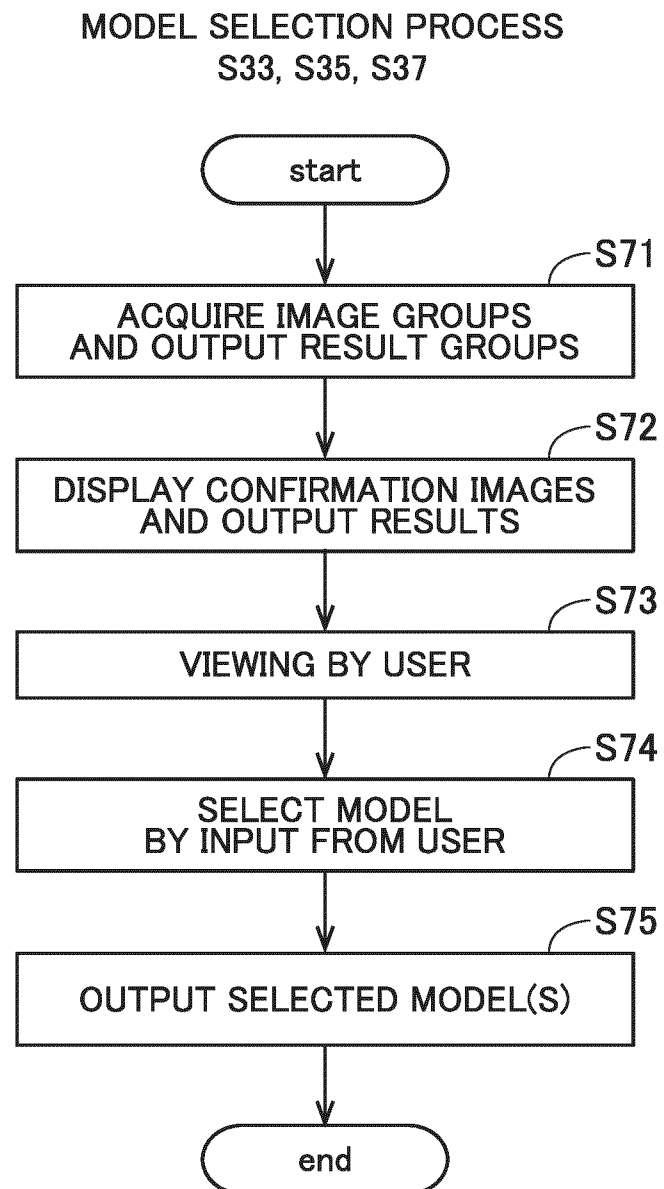 MODEL SELECTION PROCESS
S33, S35, S37
start
S71
ACQUIRE IMAGE GROUPS
AND OUTPUT RESULT GROUPS
S72
DISPLAY CONFIRMATION IMAGES
AND OUTPUT RESULTS
S73
VIEWING BY USER
S74
SELECT MODEL
BY INPUT FROM USER
S75
OUTPUT SELECTED MODEL(S)
end